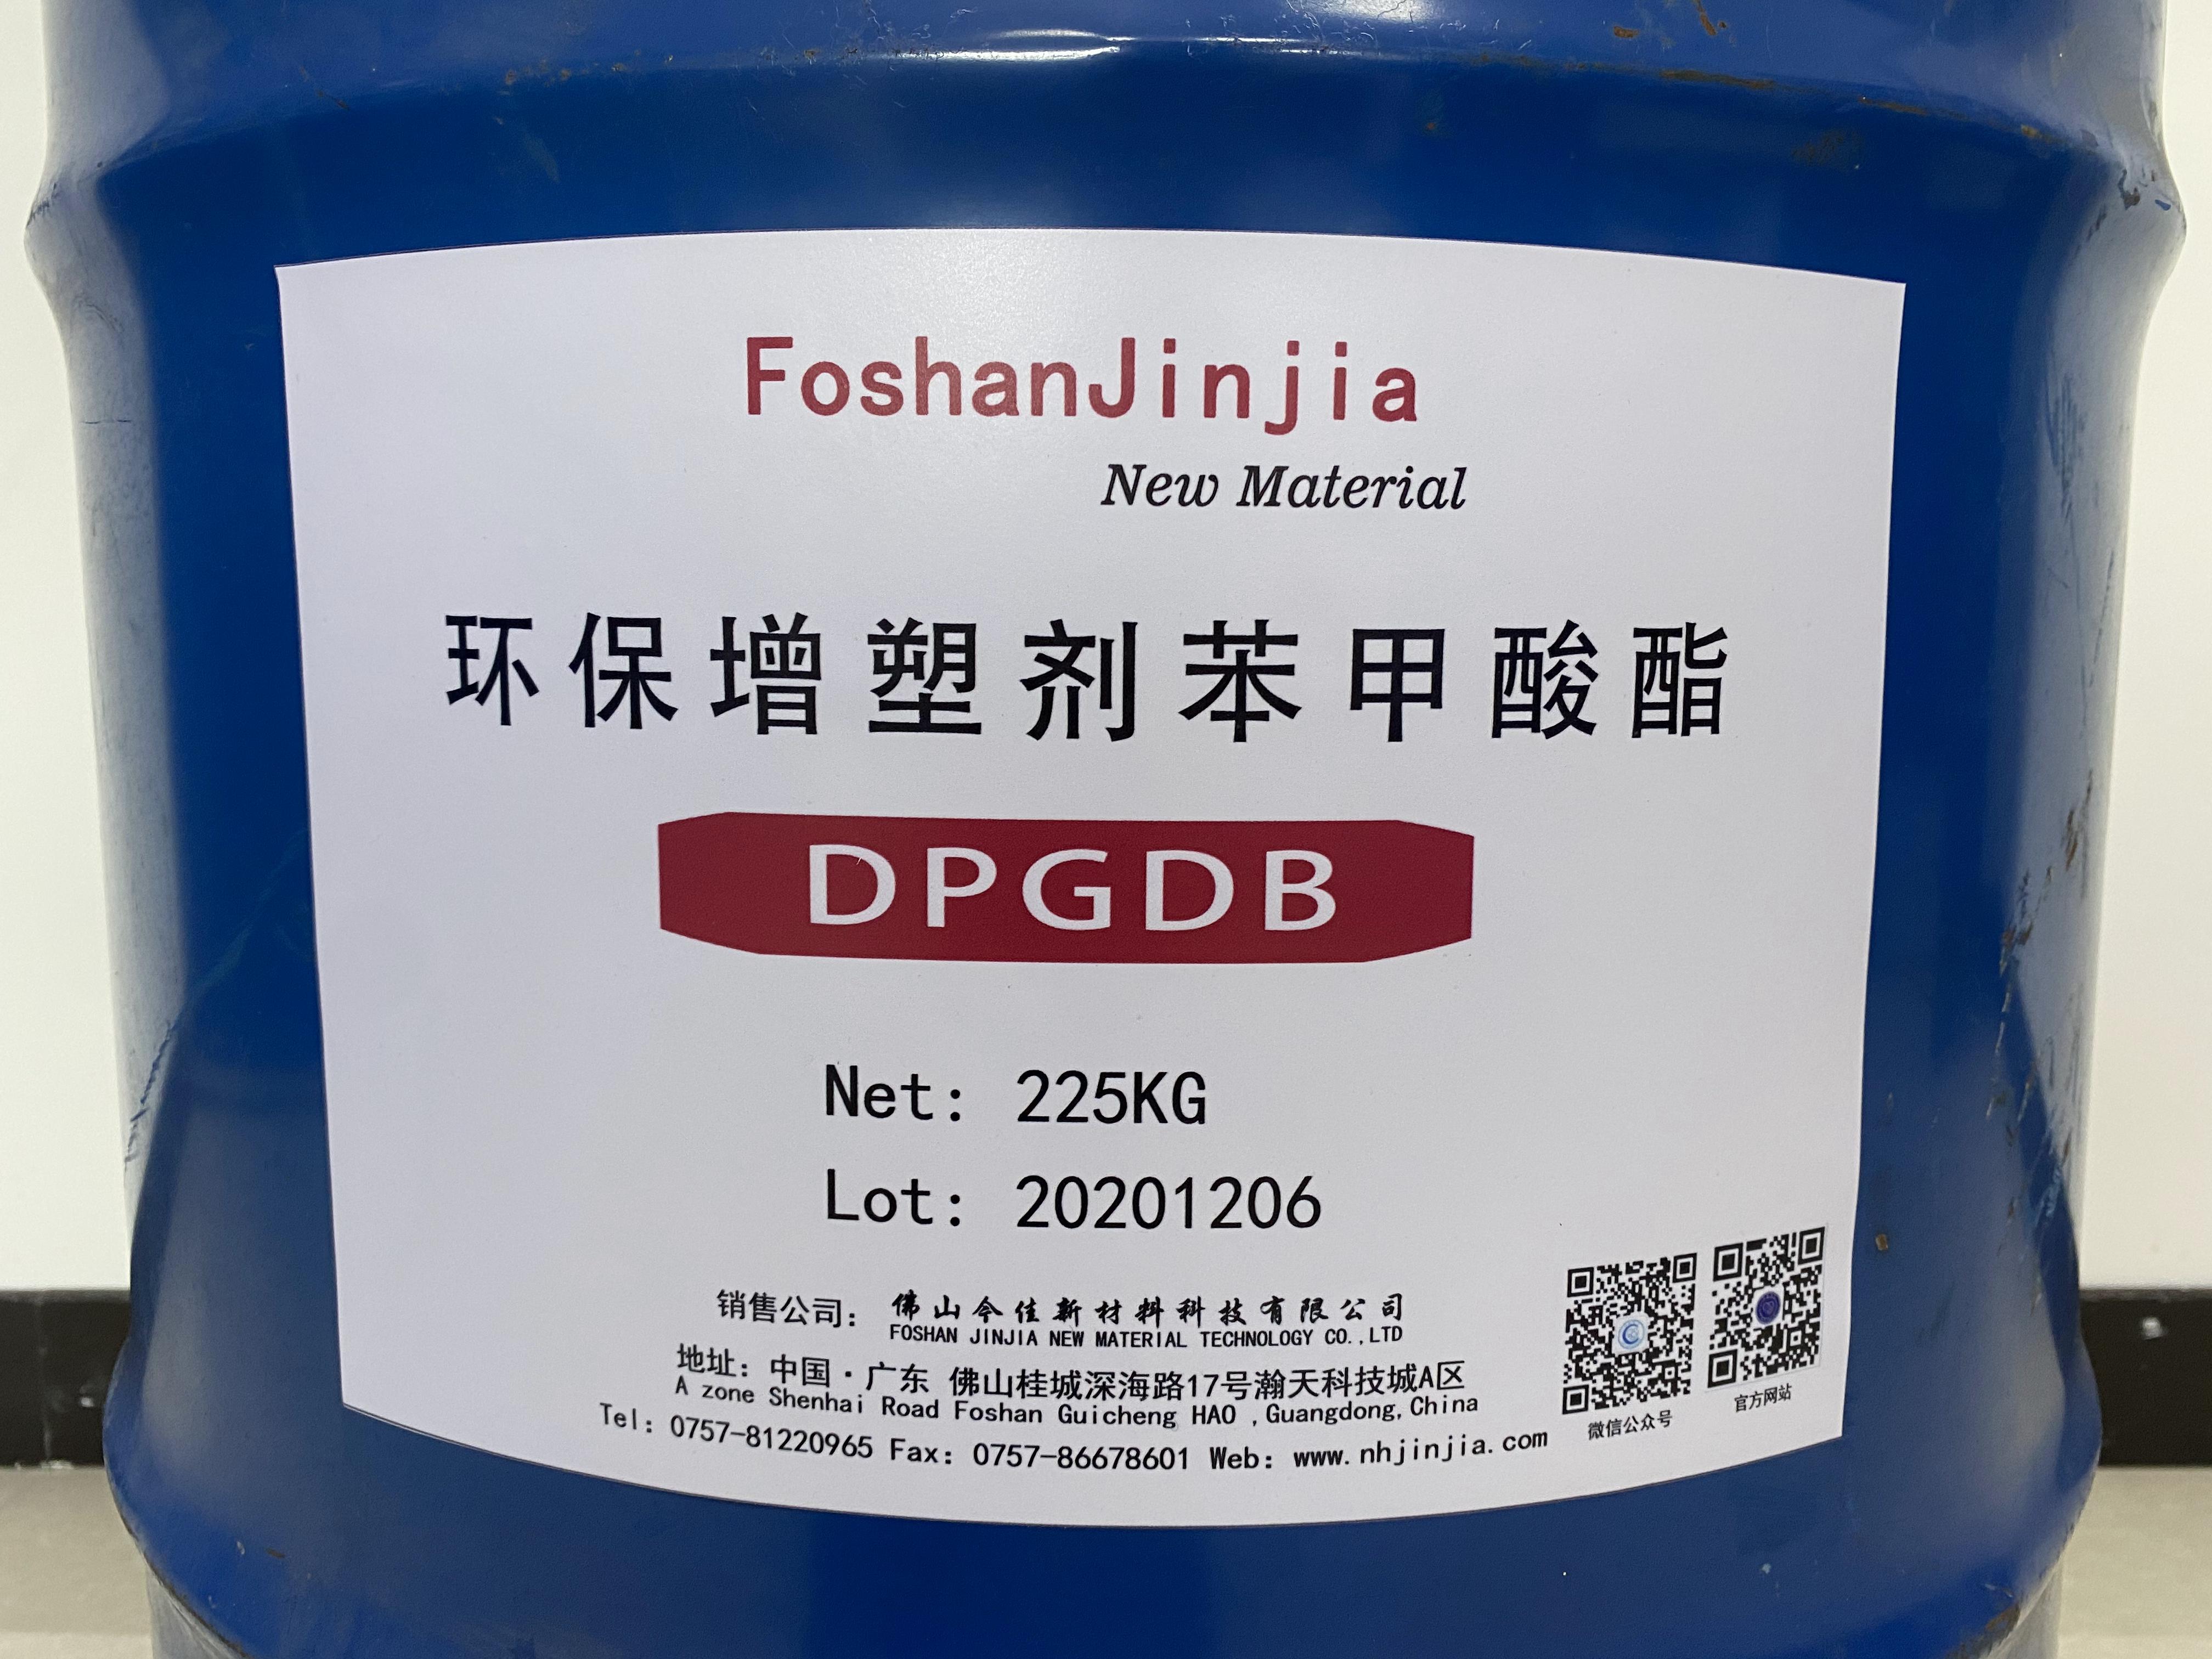 FoshanJinjia
New Material
环保增塑剂苯甲酸酯
DPGDB
Net: 225KG
Lot: 20201206
销售公司: 佛山今佳新材料科技有限公司
FOSHAN JINJIA NEW MATERIAL TECHNOLOGY CO.,LTD
地址: 中国·广东 佛山桂城深海路17号瀚天科技城A区
A zone Shenhai Road Foshan Guicheng HAO ,Guangdong,China
Tel: 0757-81220965 Fax: 0757-86678601 Web: www.nhjinjia.com
微信公众号
官方网站